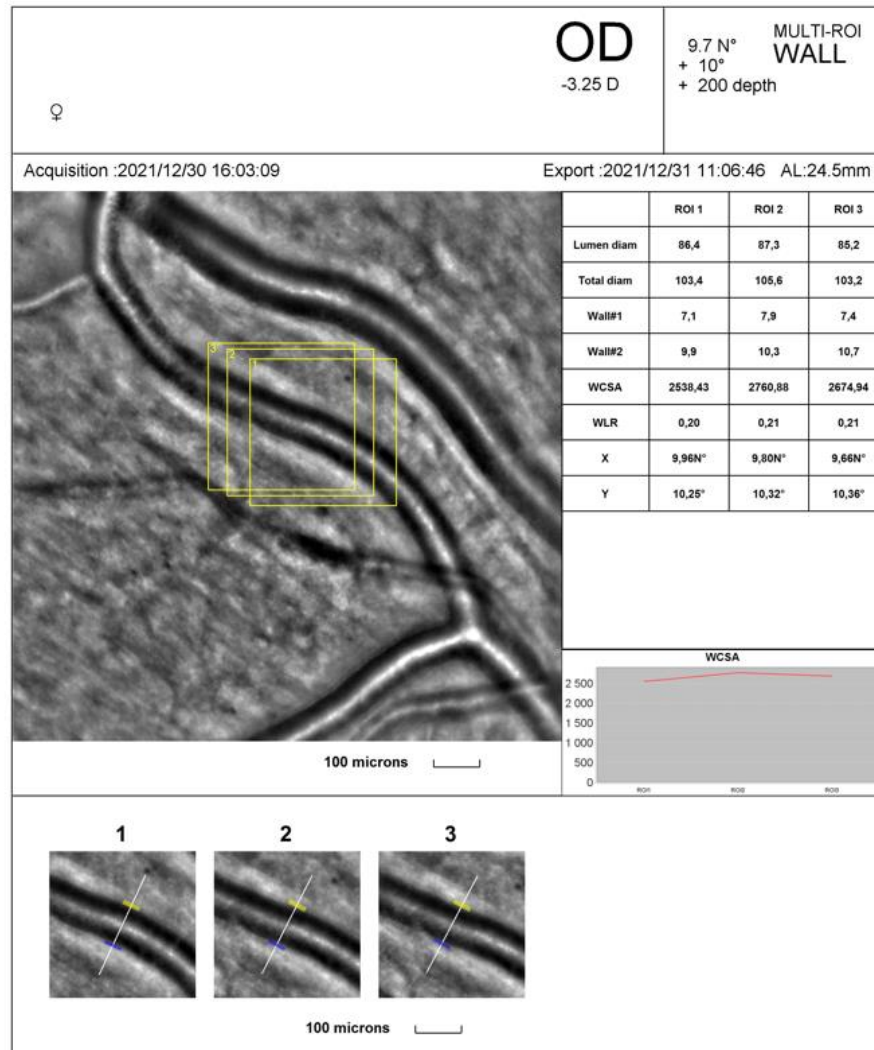 OD
-3.25 D
9.7 N°
+ 10°
+ 200 depth
MULTI-ROI
WALL
♀
Acquisition :2021/12/30 16:03:09
Export :2021/12/31 11:06:46 AL:24.5mm
ROI 1 ROI 2 ROI 3
Lumen diam 86,4 87,3 85,2
Total diam 103,4 105,6 103,2
Wall#1 7,1 7,9 7,4
Wall#2 9,9 10,3 10,7
WCSA 2538,43 2760,88 2674,94
WLR 0,20 0,21 0,21
X 9,96N° 9,80N° 9,66N°
Y 10,25° 10,32° 10,36°
3
2
1
WCSA
2 500
2 000
1 500
1 000
500
0
ROI1 ROI2 ROI3
100 microns
1 2 3
100 microns